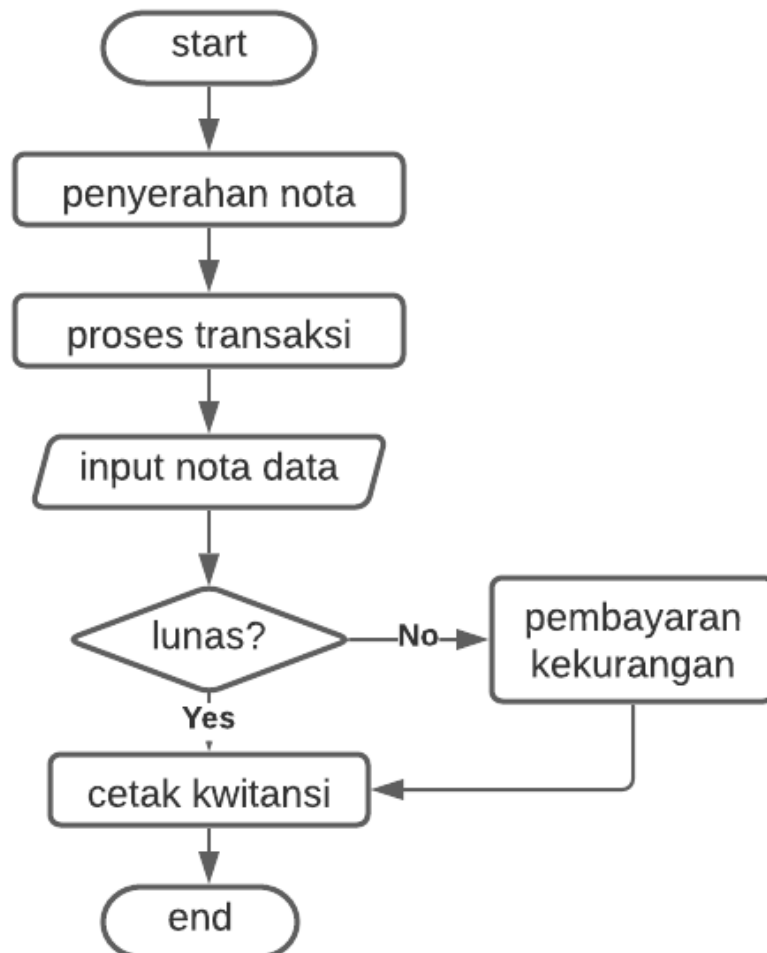 start
penyerahan nota
proses transaksi
input nota data
lunas?
No
pembayaran
kekurangan
Yes
cetak kwitansi
end